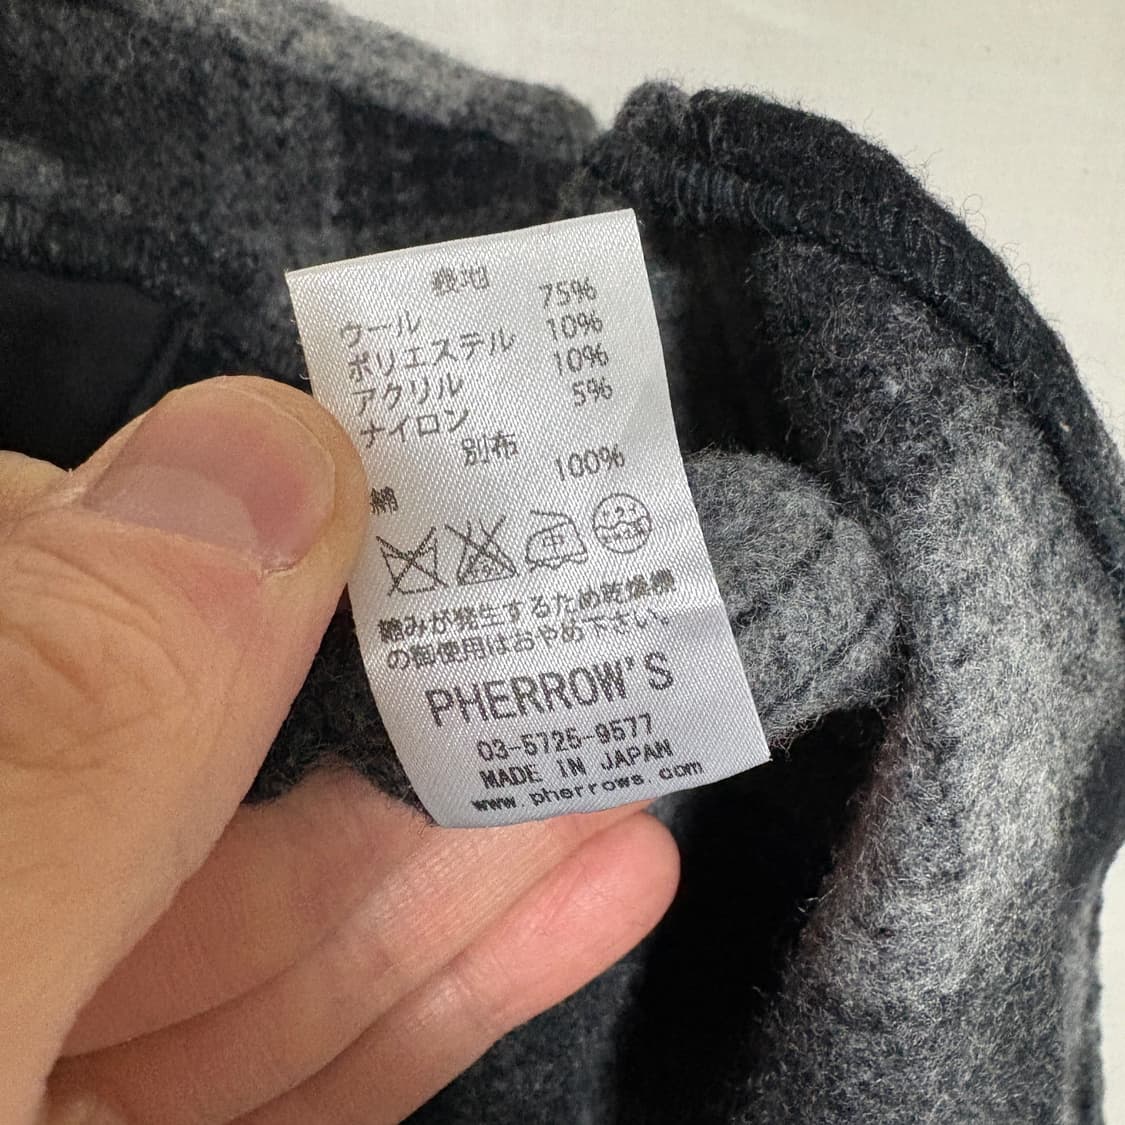 表地
ウール 75%
ポリエステル 10%
アクリル 10%
ナイロン 5%
別布
綿 100%
中
縮みが発生するため乾燥機
の御使用はおやめ下さい。
PHERROW'S
03-5725-9577
MADE IN JAPAN
www.pherrows.com